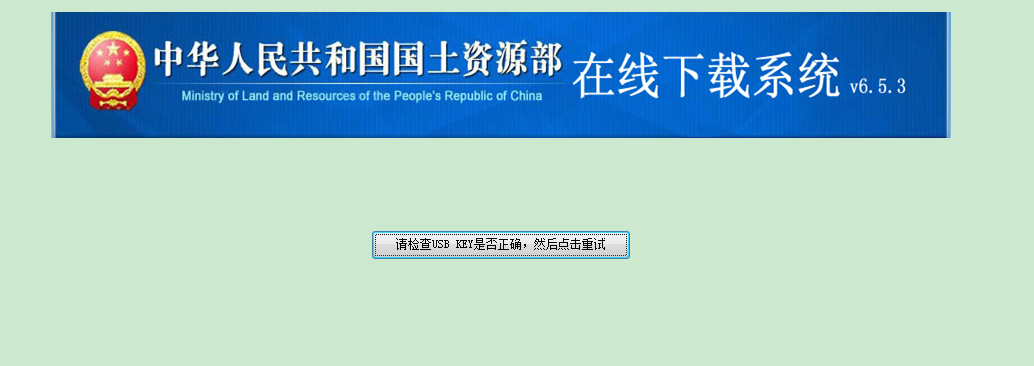 中华人民共和国国土资源部
Ministry of Land and Resources of the People's Republic of China
在线下载系统 v6.5.3
请检查USB KEY是否正确，然后点击重试